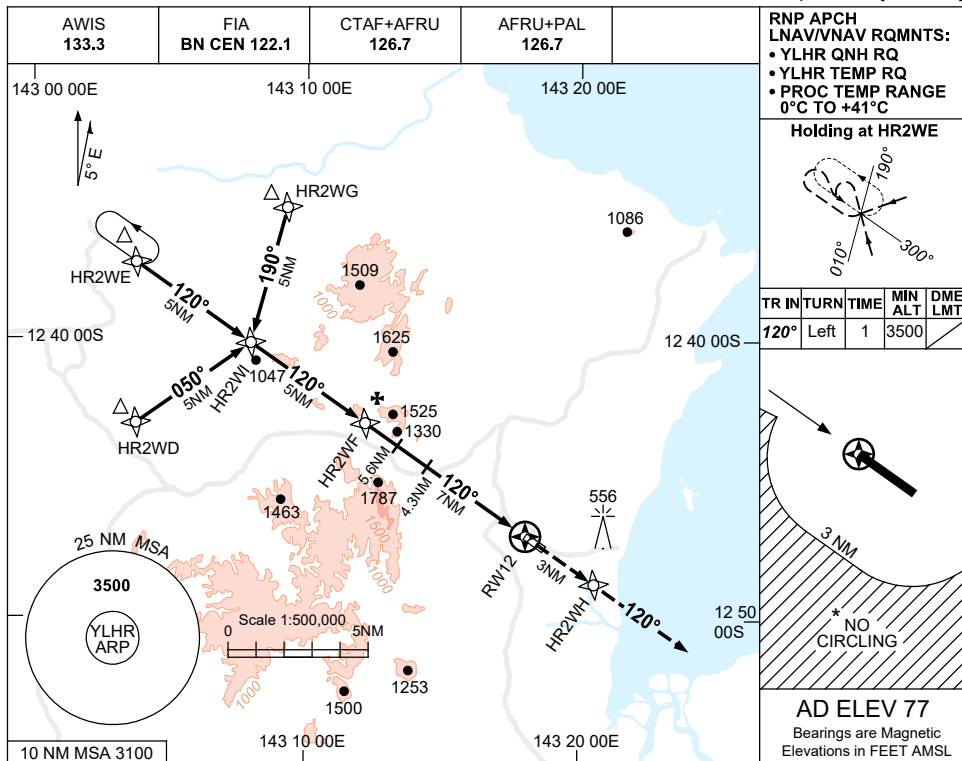 AWIS
133.3
FIA
BN CEN 122.1
CTAF+AFRU
126.7
AFRU+PAL
126.7
RNP APCH
LNAV/VNAV RQMNTS:
• YLHR QNH RQ
• YLHR TEMP RQ
• PROC TEMP RANGE
0°C TO +41°C
143 00 00E
143 10 00E
143 20 00E
5° E
HR2WG
HR2WE
190°
5NM
120°
5NM
1086
1509
1000
1625
12 40 00S
12 40 00S
HR2WI
1047
050°
5NM
HR2WD
120°
5NM
HR2WF
1525
1330
5.6NM
4.3NM
120°
7NM
1787
1500
1000
1463
556
RW12
3NM
HR2WH
120°
25 NM MSA
3500
YLHR
ARP
Scale 1:500,000
0
5NM
1000
1253
1500
12 50
00S
10 NM MSA 3100
143 10 00E
143 20 00E
Holding at HR2WE
190°
010°
300°
TR IN TURN TIME MIN ALT DME LMT
120° Left 1 3500
3 NM
* NO
CIRCLING
AD ELEV 77
Bearings are Magnetic
Elevations in FEET AMSL